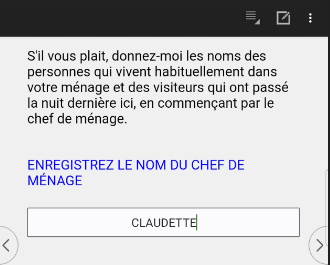 S'il vous plait, donnez-moi les noms des
personnes qui vivent habituellement dans
votre ménage et des visiteurs qui ont passé
la nuit dernière ici, en commençant par le
chef de ménage.
ENREGISTREZ LE NOM DU CHEF DE
MÉNAGE
CLAUDETTE